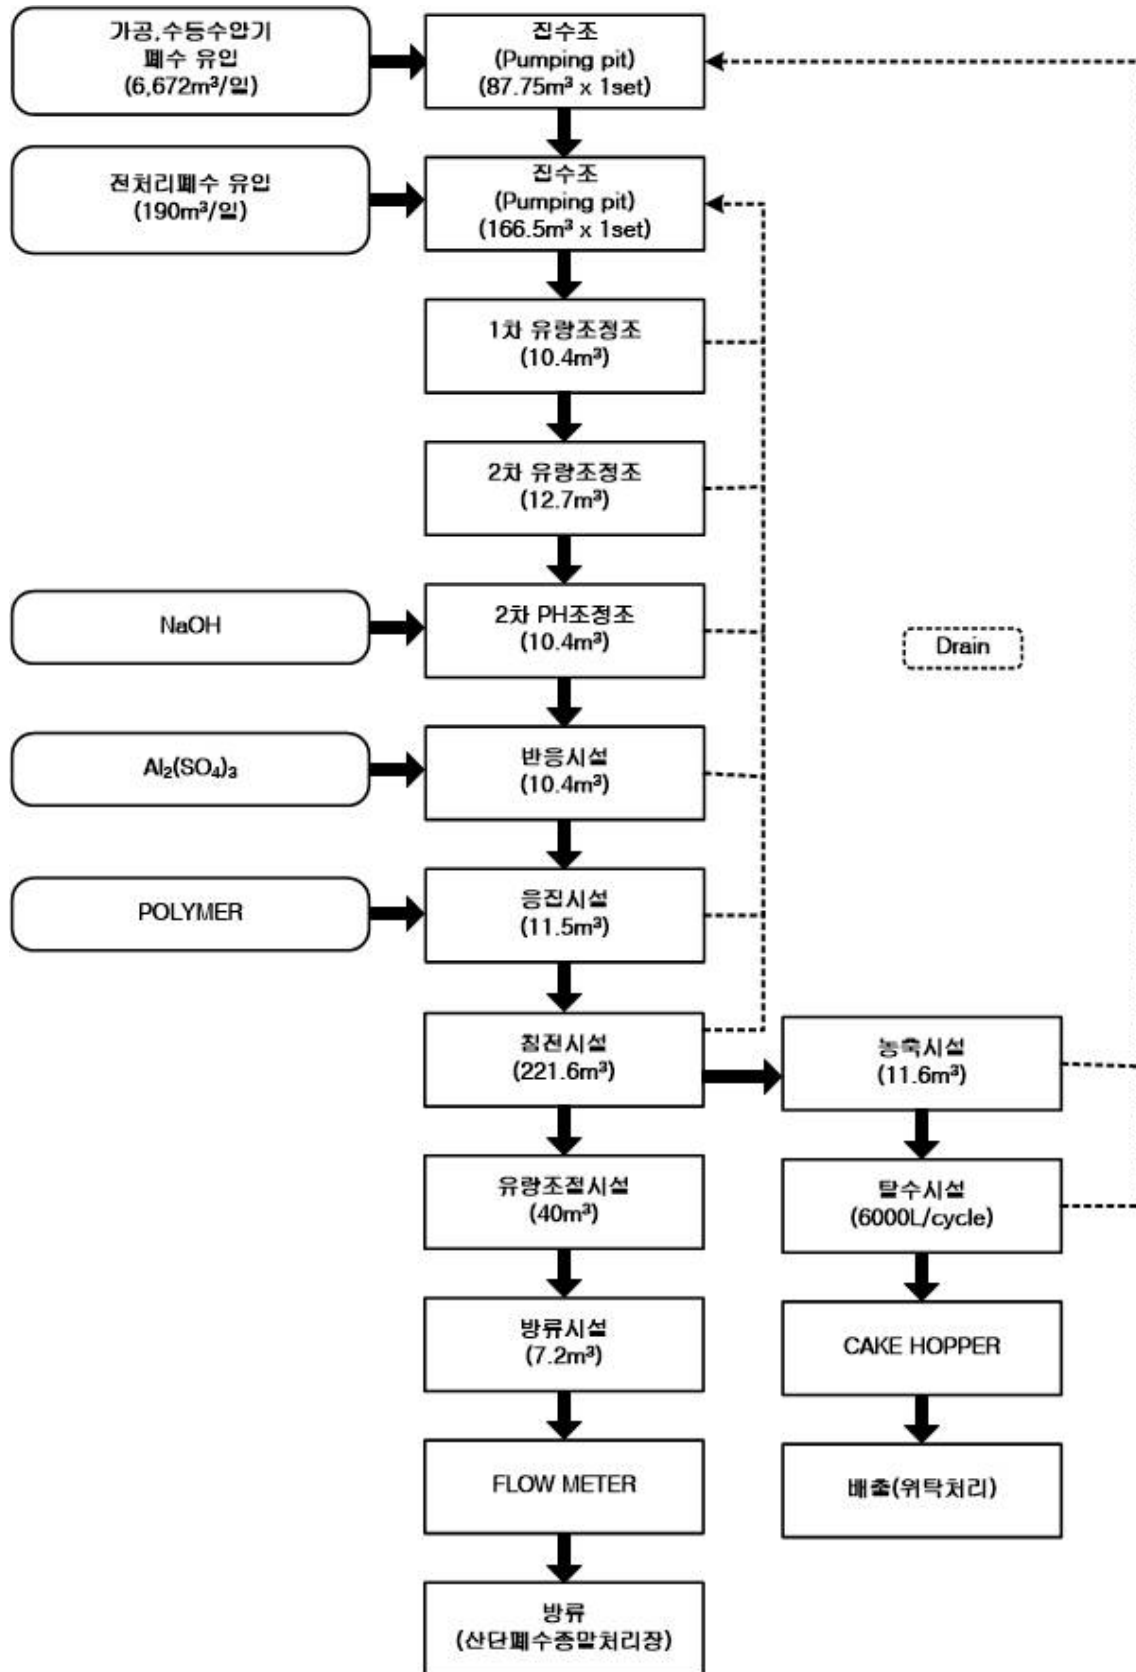 가공,수등수압기
폐수 유입
(6,672m³/일)
집수조
(Pumping pit)
(87.75m³ x 1set)
전처리폐수 유입
(190m³/일)
집수조
(Pumping pit)
(166.5m³ x 1set)
1차 유량조정조
(10.4m³)
2차 유량조정조
(12.7m³)
NaOH
2차 PH조정조
(10.4m³)
Drain
Al₂(SO₄)₃
반응시설
(10.4m³)
POLYMER
응집시설
(11.5m³)
침전시설
(221.6m³)
농축시설
(11.6m³)
유량조절시설
(40m³)
탈수시설
(6000L/cycle)
방류시설
(7.2m³)
CAKE HOPPER
FLOW METER
배출(위탁처리)
방류
(산단폐수종말처리장)